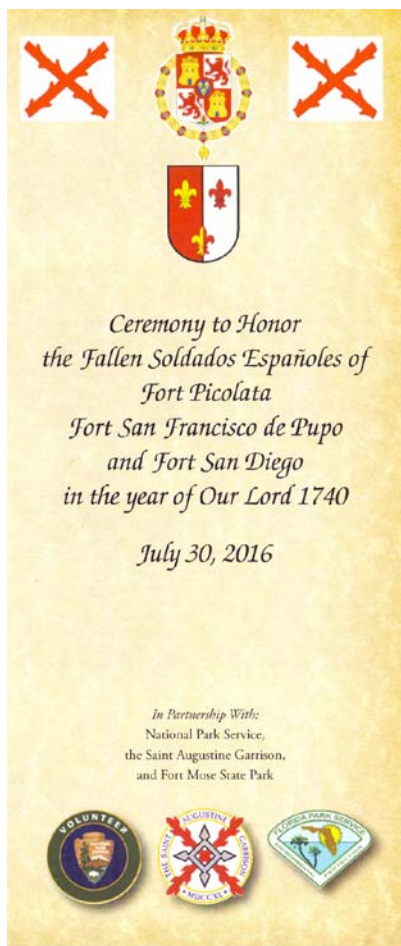 Ceremony to Honor
the Fallen Soldados Españoles of
Fort Picolata
Fort San Francisco de Pupo
and Fort San Diego
in the year of Our Lord 1740
July 30, 2016
In Partnership With:
National Park Service,
the Saint Augustine Garrison,
and Fort Mose State Park
VOLUNTEER
THE SAINT AUGUSTINE GARRISON
MDCCXL
FLORIDA PARK SERVICE